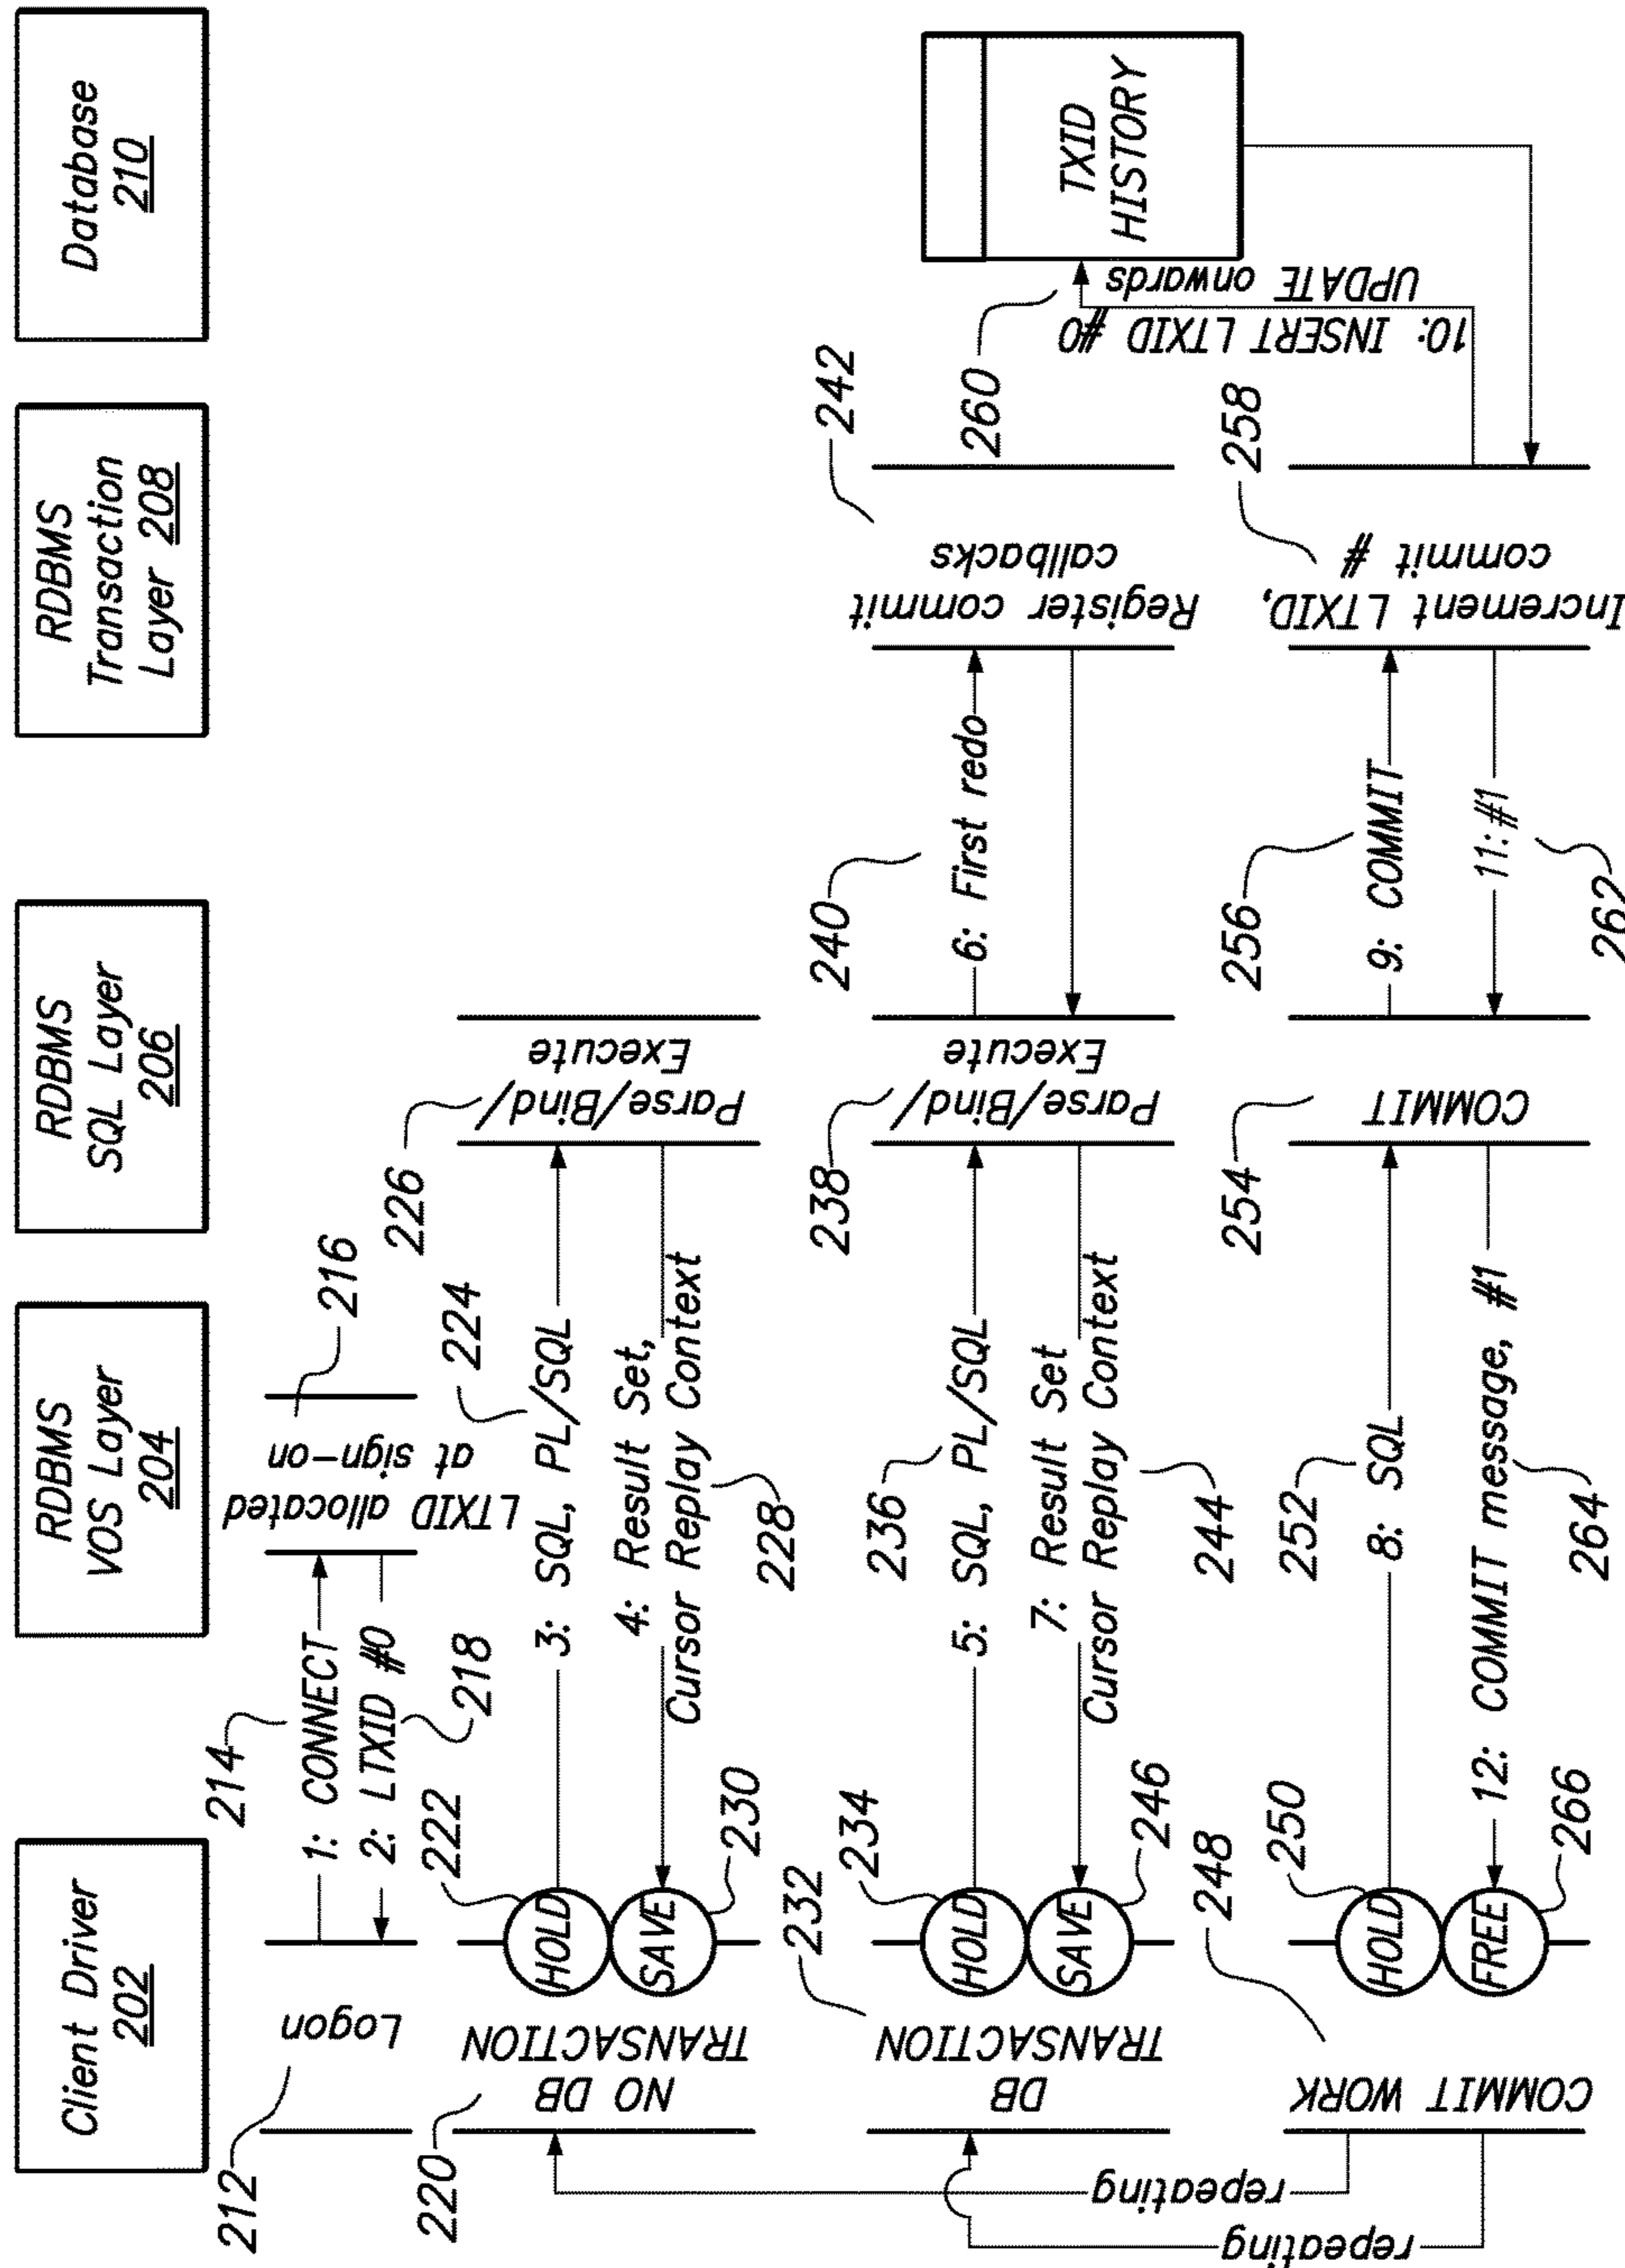 Client Driver
202
RDBMS
VOS Layer
204
RDBMS
SQL Layer
206
RDBMS
Transaction
Layer 208
Database
210
212
Logon
214
1: CONNECT
2: LTXID #0
218
LTXID allocated
at sign-on
216
220
NO DB
TRANSACTION
222
HOLD
SAVE
230
3: SQL, PL/SQL
224
4: Result Set,
Cursor Replay Context
228
226
Parse/Bind/
Execute
232
DB
TRANSACTION
234
HOLD
SAVE
246
236
5: SQL, PL/SQL
7: Result Set
Cursor Replay Context
244
238
Parse/Bind/
Execute
240
6: First redo
Register commit
callbacks
242
248
COMMIT WORK
250
HOLD
FREE
266
252
8: SQL
12: COMMIT message, #1
264
254
COMMIT
256
9: COMMIT
11: #1
262
Increment LTXID,
commit #
258
260
10: INSERT LTXID #0
UPDATE onwards
TXID
HISTORY
repeating
repeating